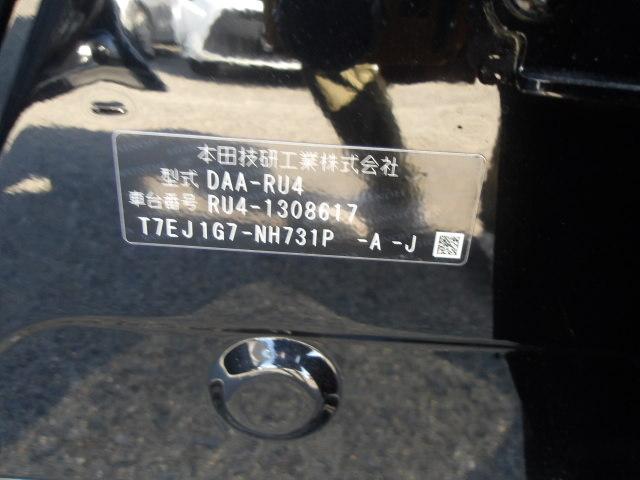 本田技研工業株式会社
型式 DAA-RU4
車台番号 RU4-1308617
T7EJ1G7-NH731P -A -J